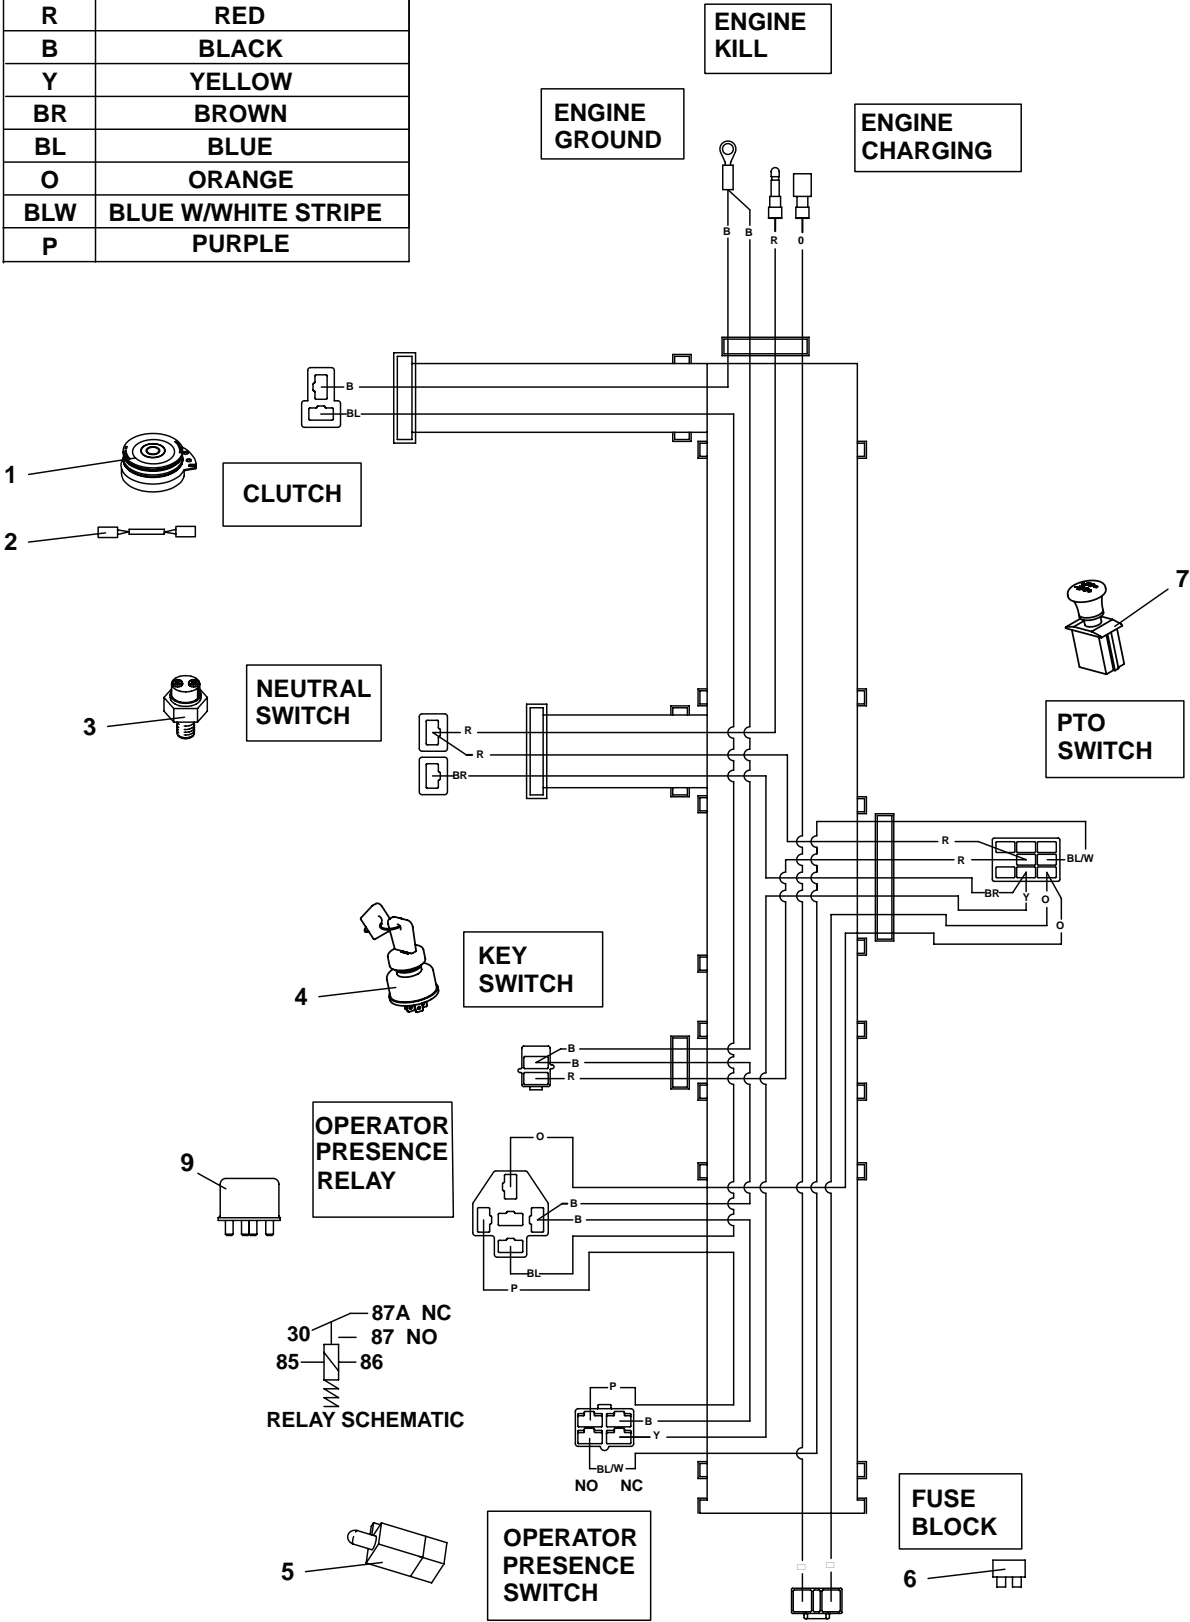 R RED
B BLACK
Y YELLOW
BR BROWN
BL BLUE
O ORANGE
BLW BLUE W/WHITE STRIPE
P PURPLE
ENGINE
KILL
ENGINE
GROUND
ENGINE
CHARGING
B B R 0
B
BL
1
CLUTCH
2
7
NEUTRAL
SWITCH
3
R
R
BR
PTO
SWITCH
R
R
BL/W
BR Y O
O
KEY
SWITCH
4
B
B
R
OPERATOR
PRESENCE
RELAY
9
O
B
B
BL
P
87A NC
30
87 NO
85 86
RELAY SCHEMATIC
P
B
Y
BL/W
NO NC
FUSE
BLOCK
OPERATOR
PRESENCE
SWITCH
5
6